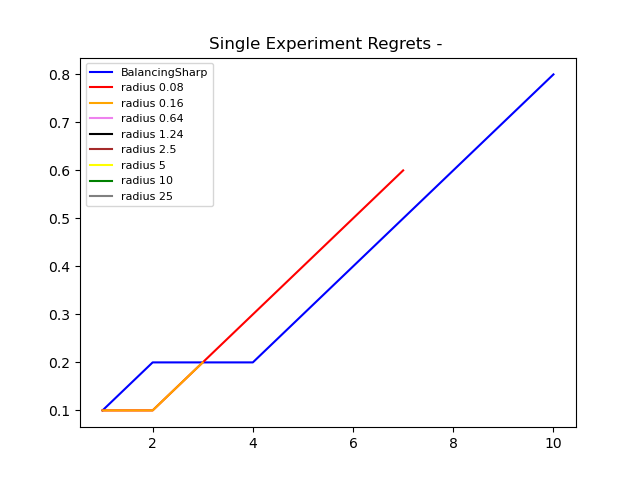 Single Experiment Regrets -
BalancingSharp
radius 0.08
radius 0.16
radius 0.64
radius 1.24
radius 2.5
radius 5
radius 10
radius 25
0.8
0.7
0.6
0.5
0.4
0.3
0.2
0.1
2 4 6 8 10